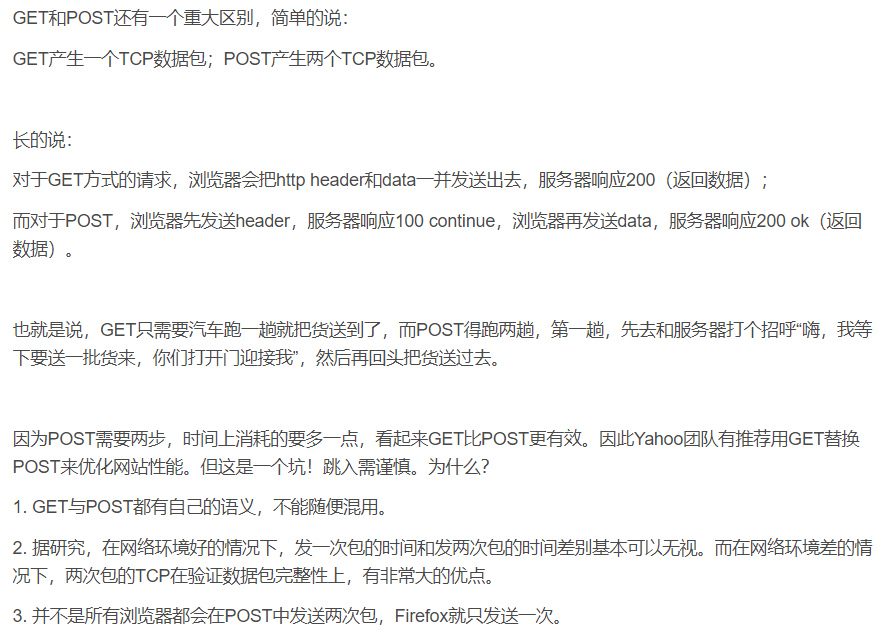 GET和POST还有一个重大区别，简单的说：
GET产生一个TCP数据包；POST产生两个TCP数据包。
长的说：
对于GET方式的请求，浏览器会把http header和data一并发送出去，服务器响应200（返回数据）；
而对于POST，浏览器先发送header，服务器响应100 continue，浏览器再发送data，服务器响应200 ok（返回
数据）。
也就是说，GET只需要汽车跑一趟就把货送到了，而POST得跑两趟，第一趟，先去和服务器打个招呼“嗨，我等
下要送一批货来，你们打开门迎接我”，然后再回头把货送过去。
因为POST需要两步，时间上消耗的要多一点，看起来GET比POST更有效。因此Yahoo团队有推荐用GET替换
POST来优化网站性能。但这是一个坑！跳入需谨慎。为什么？
1. GET与POST都有自己的语义，不能随便混用。
2. 据研究，在网络环境好的情况下，发一次包的时间和发两次包的时间差别基本可以无视。而在网络环境差的情
况下，两次包的TCP在验证数据包完整性上，有非常大的优点。
3. 并不是所有浏览器都会在POST中发送两次包，Firefox就只发送一次。